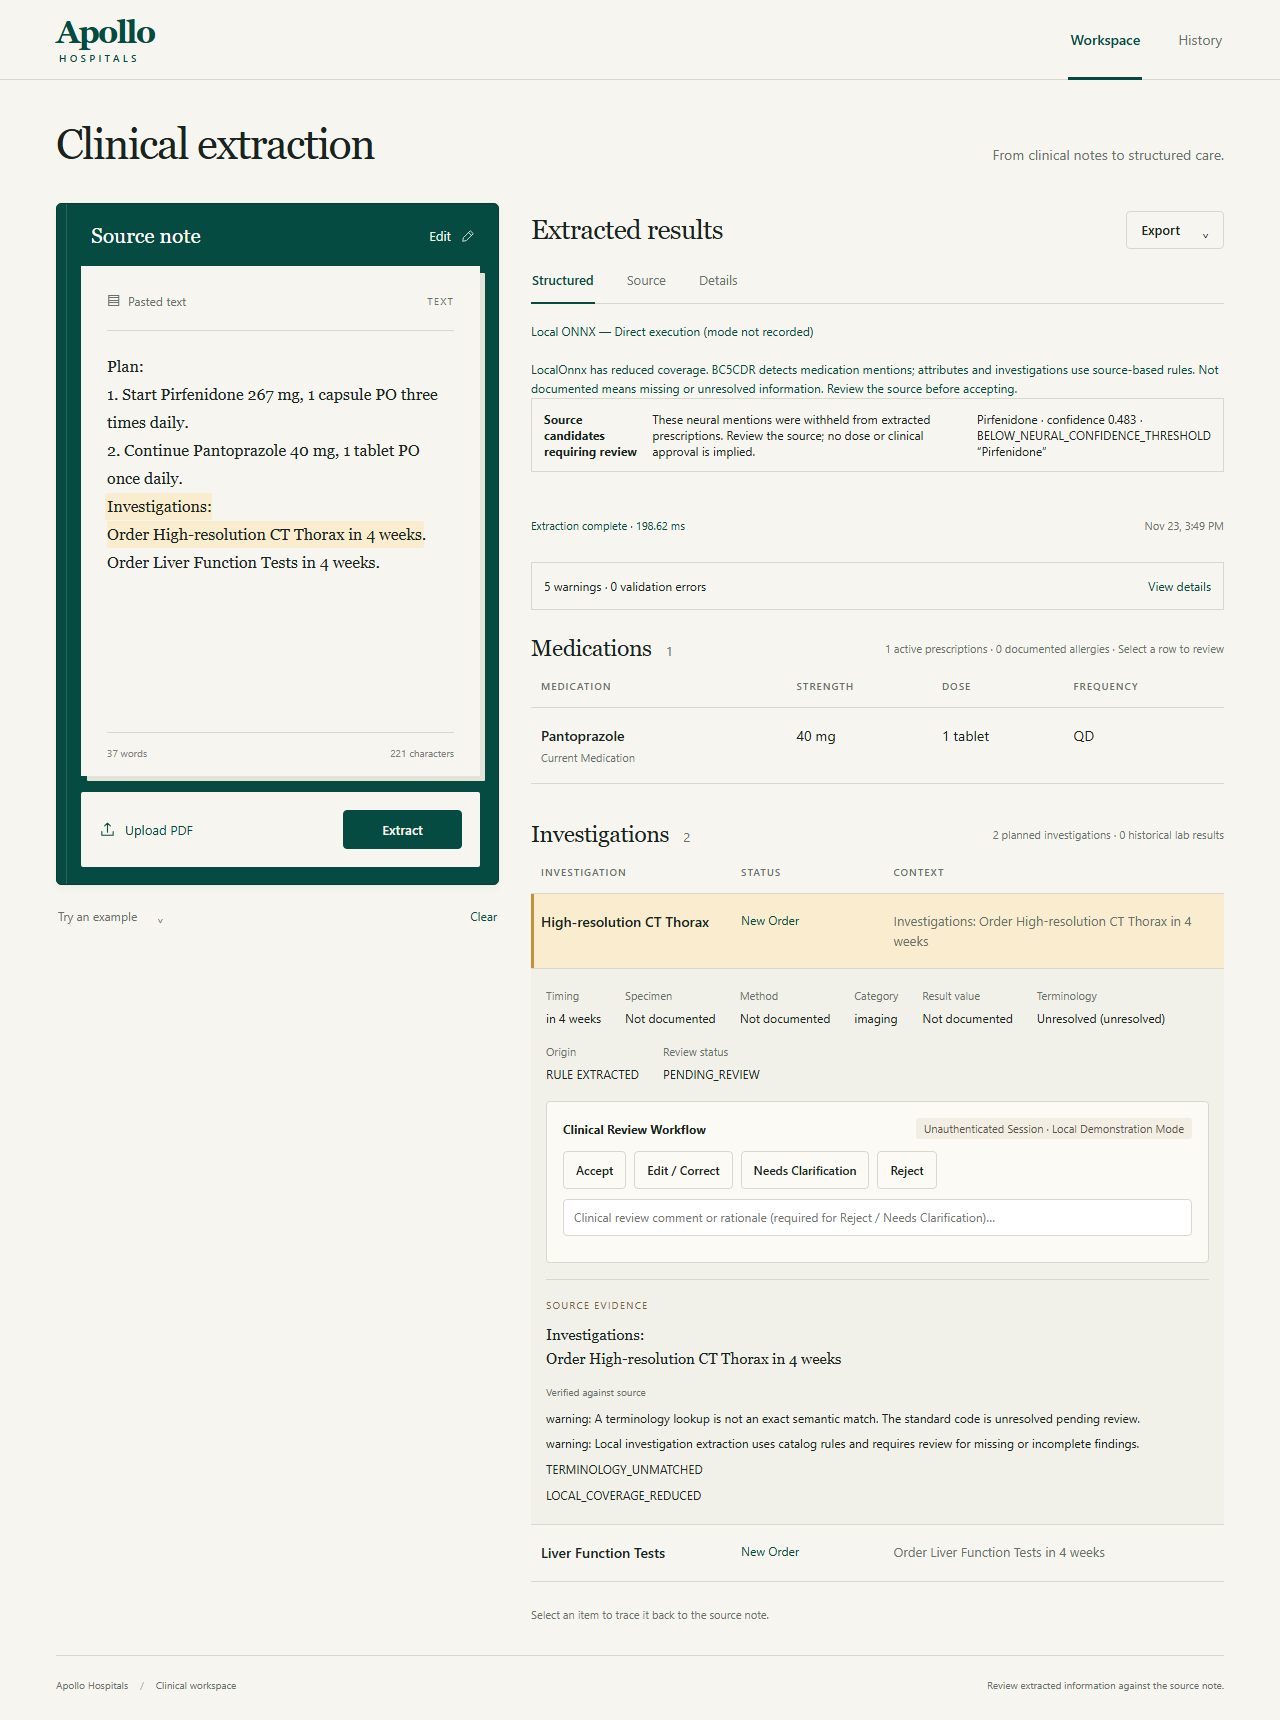 Apollo
HOSPITALS
Workspace
History
Clinical extraction
From clinical notes to structured care.
Source note
Edit
Pasted text
TEXT
Plan:
1. Start Pirfenidone 267 mg, 1 capsule PO three
times daily.
2. Continue Pantoprazole 40 mg, 1 tablet PO
once daily.
Investigations:
Order High-resolution CT Thorax in 4 weeks.
Order Liver Function Tests in 4 weeks.
37 words
221 characters
Upload PDF
Extract
Try an example
Clear
Extracted results
Export
Structured
Source
Details
Local ONNX — Direct execution (mode not recorded)
LocalOnnx has reduced coverage. BC5CDR detects medication mentions; attributes and investigations use source-based rules. Not
documented means missing or unresolved information. Review the source before accepting.
Source
candidates
requiring review
These neural mentions were withheld from extracted
prescriptions. Review the source; no dose or clinical
approval is implied.
Pirfenidone · confidence 0.483 ·
BELOW_NEURAL_CONFIDENCE_THRESHOLD
“Pirfenidone”
Extraction complete · 198.62 ms
Nov 23, 3:49 PM
5 warnings · 0 validation errors
View details
Medications 1
1 active prescriptions · 0 documented allergies · Select a row to review
MEDICATION STRENGTH DOSE FREQUENCY
Pantoprazole 40 mg 1 tablet QD
Current Medication
Investigations 2
2 planned investigations · 0 historical lab results
INVESTIGATION STATUS CONTEXT
High-resolution CT Thorax New Order Investigations: Order High-resolution CT Thorax in 4
weeks
Timing Specimen Method Category Result value Terminology
in 4 weeks Not documented Not documented imaging Not documented Unresolved (unresolved)
Origin Review status
RULE EXTRACTED PENDING_REVIEW
Clinical Review Workflow
Unauthenticated Session · Local Demonstration Mode
Accept
Edit / Correct
Needs Clarification
Reject
Clinical review comment or rationale (required for Reject / Needs Clarification)...
SOURCE EVIDENCE
Investigations:
Order High-resolution CT Thorax in 4 weeks
Verified against source
warning: A terminology lookup is not an exact semantic match. The standard code is unresolved pending review.
warning: Local investigation extraction uses catalog rules and requires review for missing or incomplete findings.
TERMINOLOGY_UNMATCHED
LOCAL_COVERAGE_REDUCED
Liver Function Tests New Order Order Liver Function Tests in 4 weeks
Select an item to trace it back to the source note.
Apollo Hospitals / Clinical workspace
Review extracted information against the source note.